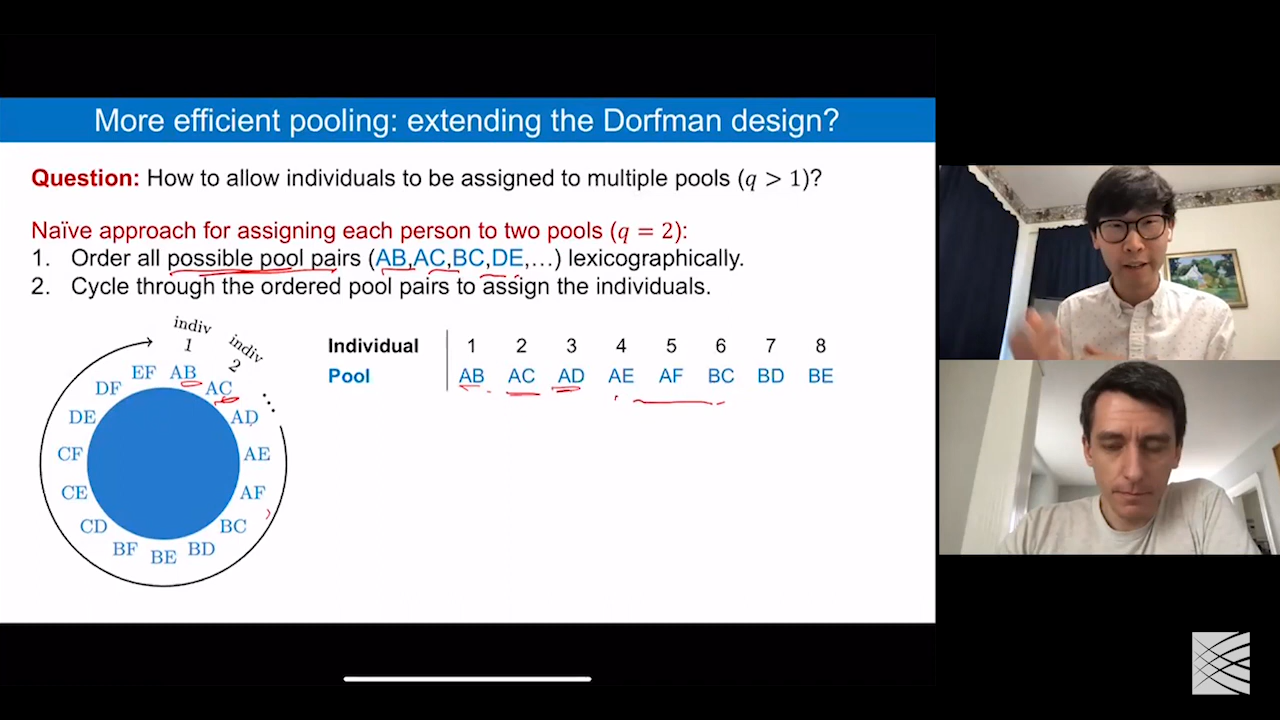 More efficient pooling: extending the Dorfman design?
Question: How to allow individuals to be assigned to multiple pools (q > 1)?
Naïve approach for assigning each person to two pools (q = 2):
1. Order all possible pool pairs (AB,AC,BC,DE,…) lexicographically.
2. Cycle through the ordered pool pairs to assign the individuals.
indiv
1
indiv
2
...
AB
AC
AD
AE
AF
BC
BD
BE
BF
CD
CE
CF
DE
DF
EF
Individual 1 2 3 4 5 6 7 8
Pool AB AC AD AE AF BC BD BE